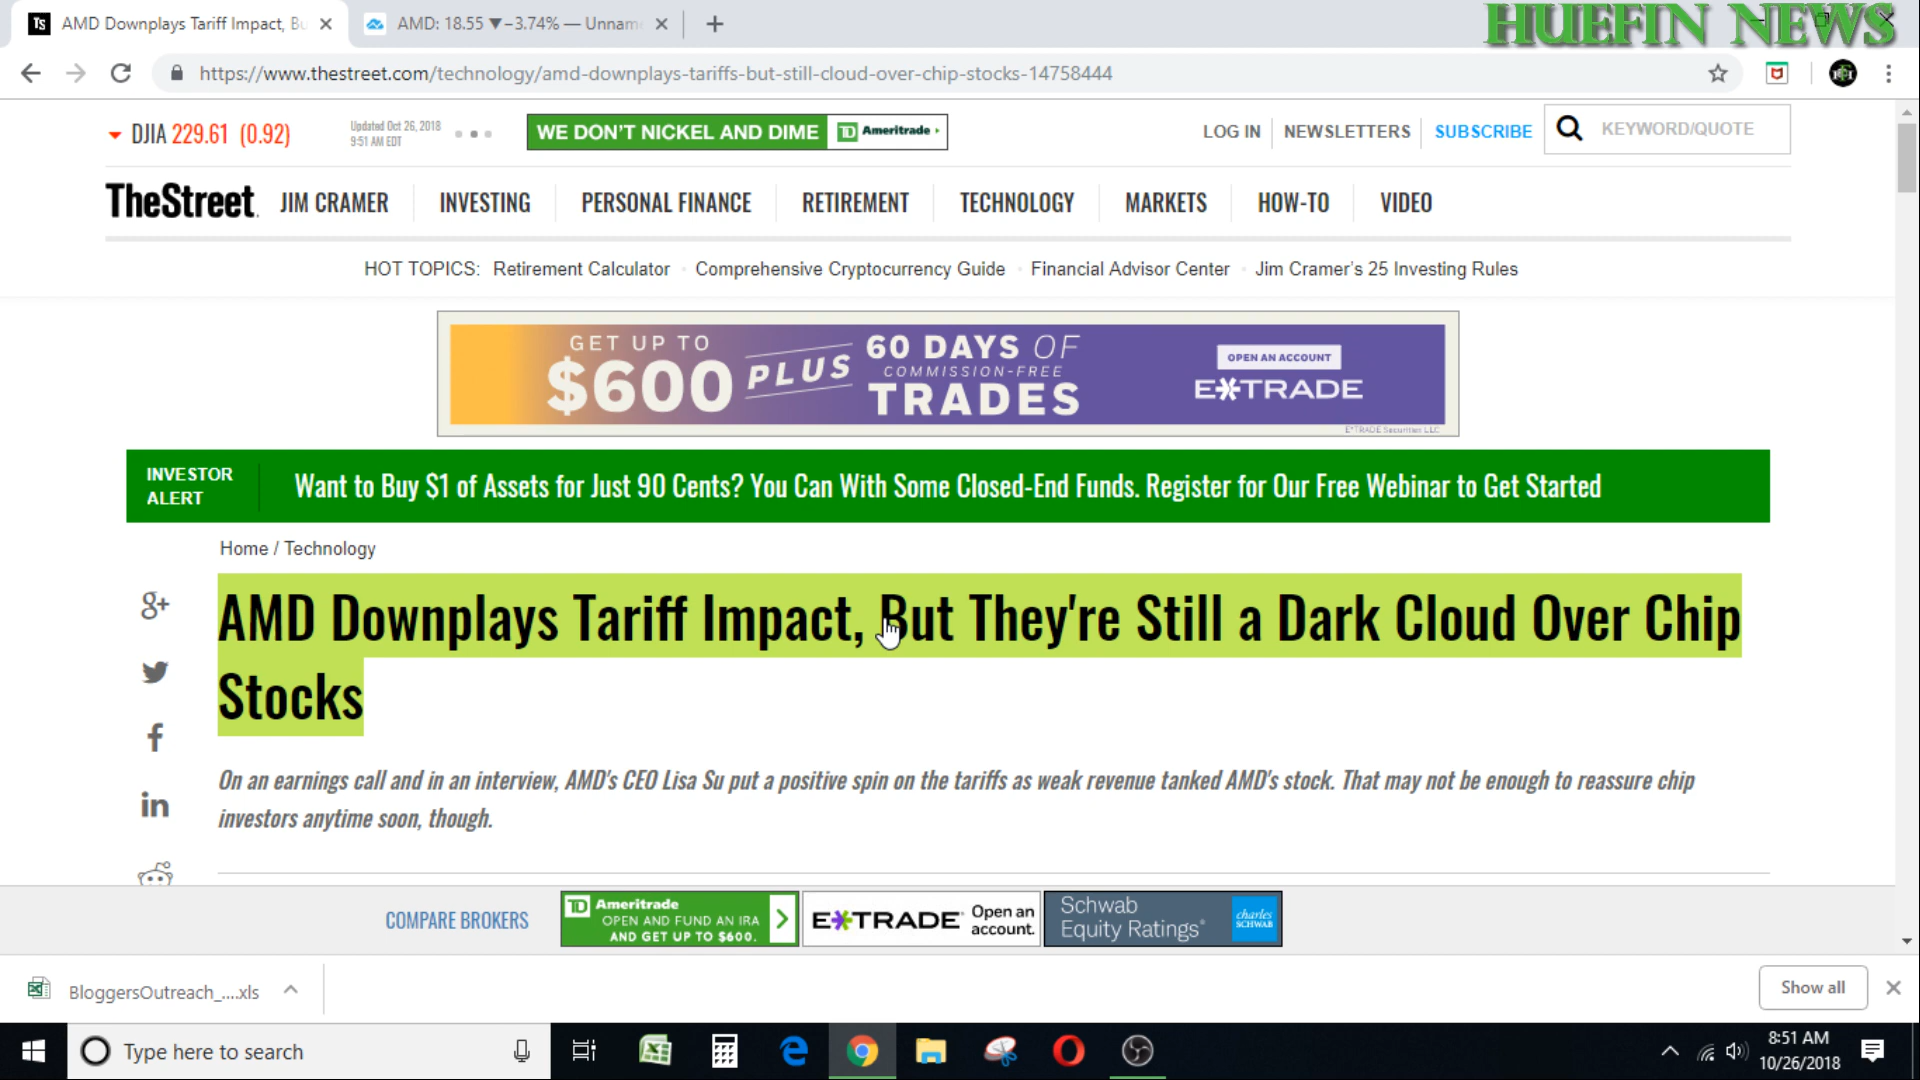 AMD Downplays Tariff Impact, Bu
AMD: 18.55 ▼−3.74% — Unnam
HUEFIN NEWS
https://www.thestreet.com/technology/amd-downplays-tariffs-but-still-cloud-over-chip-stocks-14758444
DJIA 229.61 (0.92)
Updated Oct 26, 2018
9:51 AM EDT
WE DON'T NICKEL AND DIME
TD Ameritrade
LOG IN
NEWSLETTERS
SUBSCRIBE
KEYWORD/QUOTE
TheStreet
JIM CRAMER
INVESTING
PERSONAL FINANCE
RETIREMENT
TECHNOLOGY
MARKETS
HOW-TO
VIDEO
HOT TOPICS: Retirement Calculator
Comprehensive Cryptocurrency Guide
Financial Advisor Center
Jim Cramer's 25 Investing Rules
GET UP TO
$600
PLUS
60 DAYS OF
COMMISSION-FREE
TRADES
OPEN AN ACCOUNT
E*TRADE
E*TRADE Securities LLC
INVESTOR
ALERT
Want to Buy $1 of Assets for Just 90 Cents? You Can With Some Closed-End Funds. Register for Our Free Webinar to Get Started
Home / Technology
AMD Downplays Tariff Impact, But They're Still a Dark Cloud Over Chip
Stocks
On an earnings call and in an interview, AMD's CEO Lisa Su put a positive spin on the tariffs as weak revenue tanked AMD's stock. That may not be enough to reassure chip
investors anytime soon, though.
COMPARE BROKERS
TD Ameritrade
OPEN AND FUND AN IRA
AND GET UP TO $600.
E*TRADE
Open an
account.
Schwab
Equity Ratings®
charles
SCHWAB
BloggersOutreach_....xls
Show all
Type here to search
8:51 AM
10/26/2018